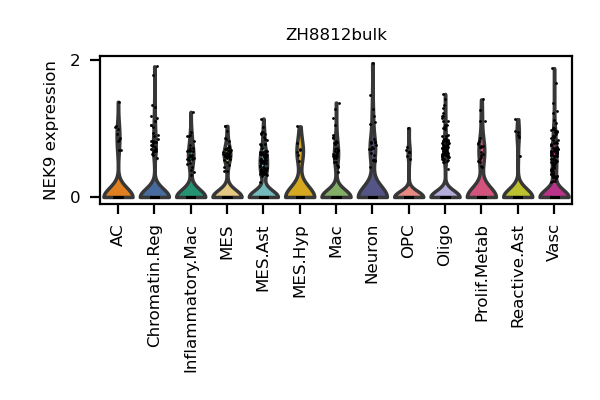 ZH8812bulk
NEK9 expression
2
0
AC
Chromatin.Reg
Inflammatory.Mac
MES
MES.Ast
MES.Hyp
Mac
Neuron
OPC
Oligo
Prolif.Metab
Reactive.Ast
Vasc